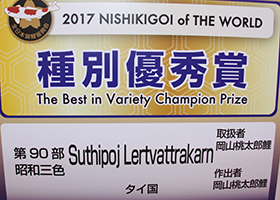 2017 NISHIKIGOI of THE WORLD
種別優秀賞
The Best in Variety Champion Prize
第90部
昭和三色
Suthipoj Lertvattrakarn
タイ国
取扱者
岡山桃太郎鯉
作出者
岡山桃太郎鯉